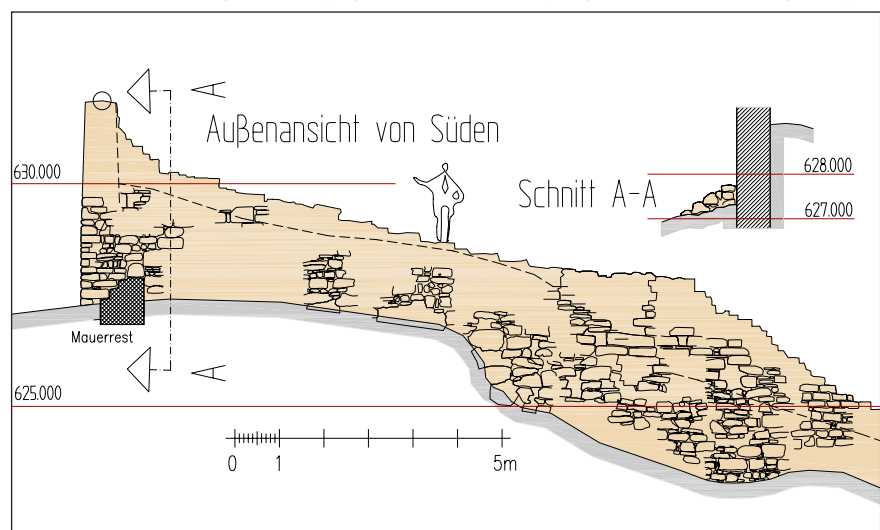 A
Außenansicht von Süden
630.000
628.000
Schnitt A-A
627.000
Mauerrest
A
625.000
0 1 5m